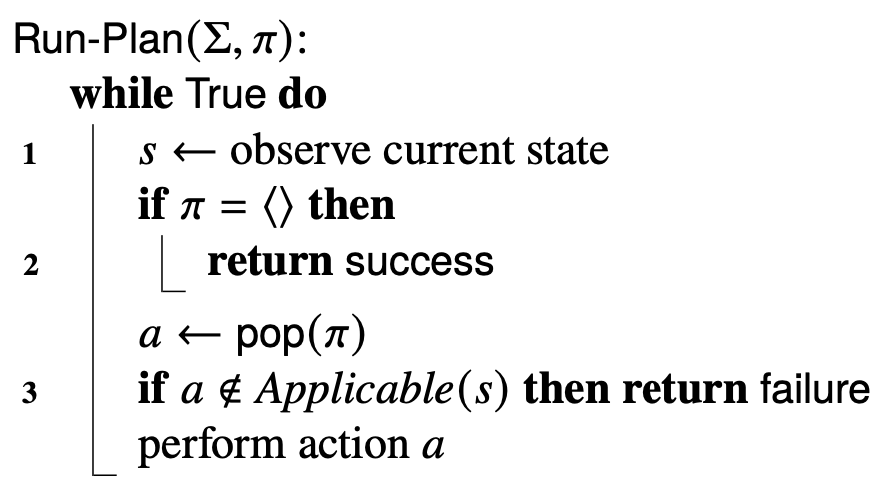 Run-Plan(Σ, π):
while True do
1 s ← observe current state
if π = ⟨⟩ then
2 return success
a ← pop(π)
3 if a ∉ Applicable(s) then return failure
perform action a